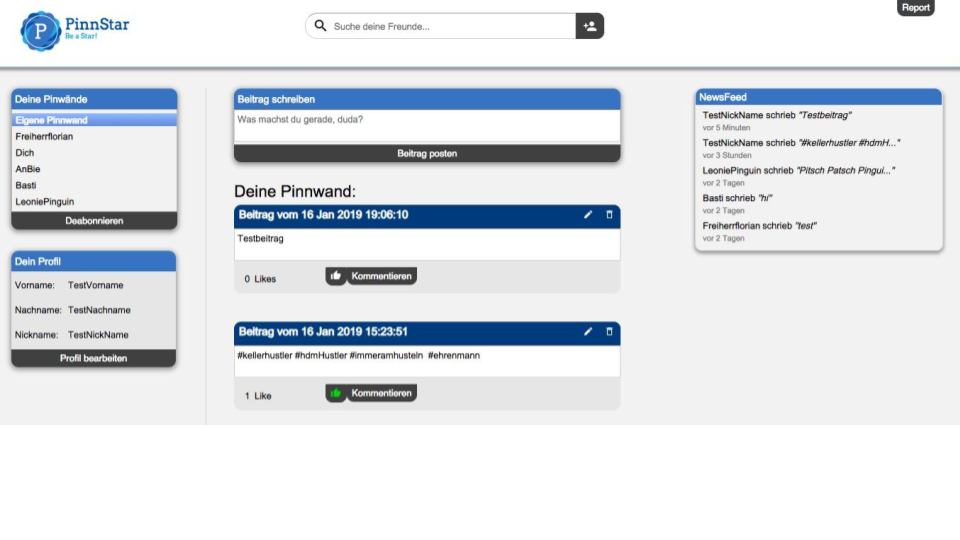 Report
P
PinnStar
Be a Star!
Suche deine Freunde...
Deine Pinwände
Eigene Pinnwand
Freiherrflorian
Dich
AnBie
Basti
LeoniePinguin
Deabonnieren
Dein Profil
Vorname: TestVorname
Nachname: TestNachname
Nickname: TestNickName
Profil bearbeiten
Beitrag schreiben
Was machst du gerade, duda?
Beitrag posten
Deine Pinnwand:
Beitrag vom 16 Jan 2019 19:06:10
Testbeitrag
0 Likes
Kommentieren
Beitrag vom 16 Jan 2019 15:23:51
#kellerhustler #hdmHustler #immeramhusteln #ehrenmann
1 Like
Kommentieren
NewsFeed
TestNickName schrieb "Testbeitrag"
vor 5 Minuten
TestNickName schrieb "#kellerhustler #hdmH..."
vor 3 Stunden
LeoniePinguin schrieb "Pitsch Patsch Pingui..."
vor 2 Tagen
Basti schrieb "hi"
vor 2 Tagen
Freiherrflorian schrieb "test"
vor 2 Tagen